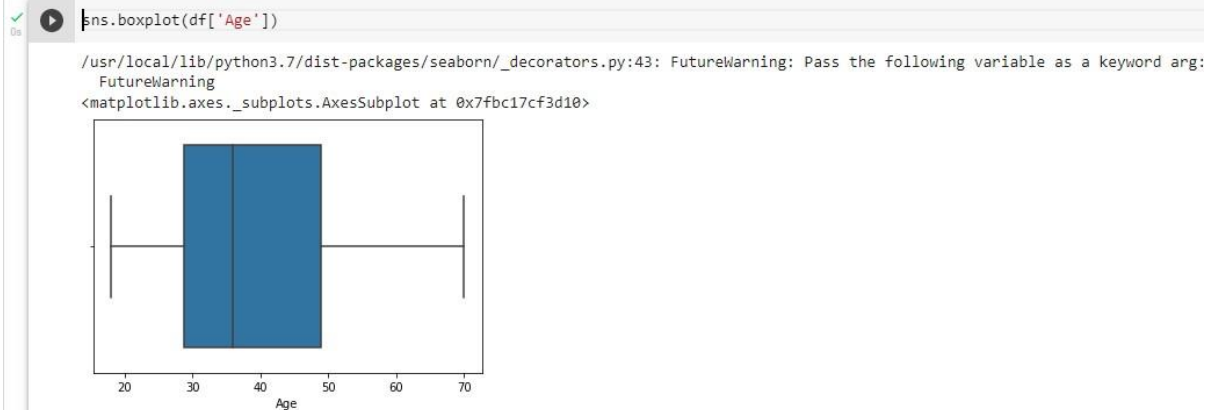 0s
sns.boxplot(df['Age'])
/usr/local/lib/python3.7/dist-packages/seaborn/_decorators.py:43: FutureWarning: Pass the following variable as a keyword arg:
FutureWarning
<matplotlib.axes._subplots.AxesSubplot at 0x7fbc17cf3d10>
20 30 40 50 60 70
Age